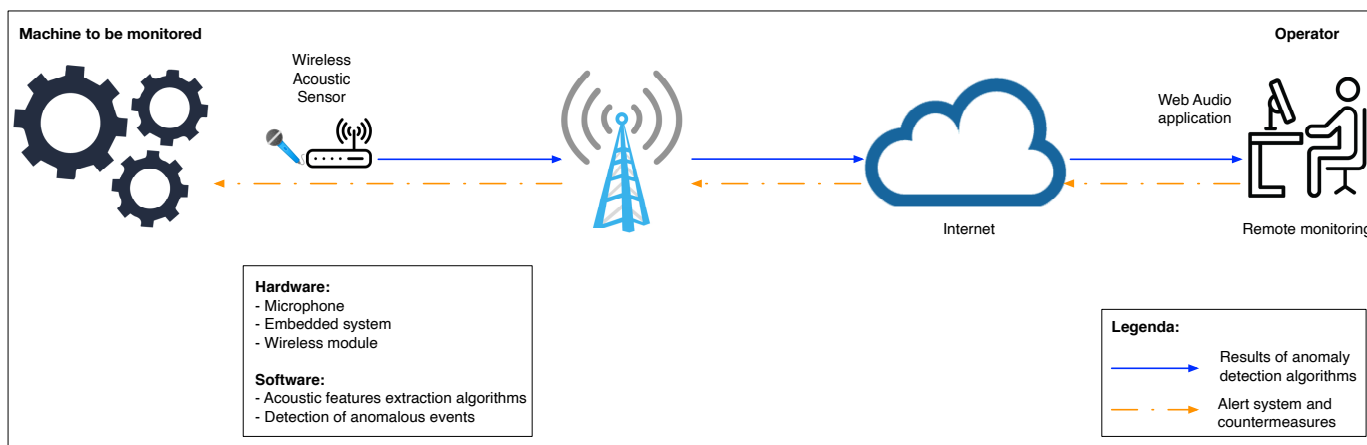 Machine to be monitored
Wireless
Acoustic
Sensor
Operator
Web Audio
application
Internet
Remote monitoring
Hardware:
- Microphone
- Embedded system
- Wireless module
Software:
- Acoustic features extraction algorithms
- Detection of anomalous events
Legenda:
Results of anomaly
detection algorithms
Alert system and
countermeasures